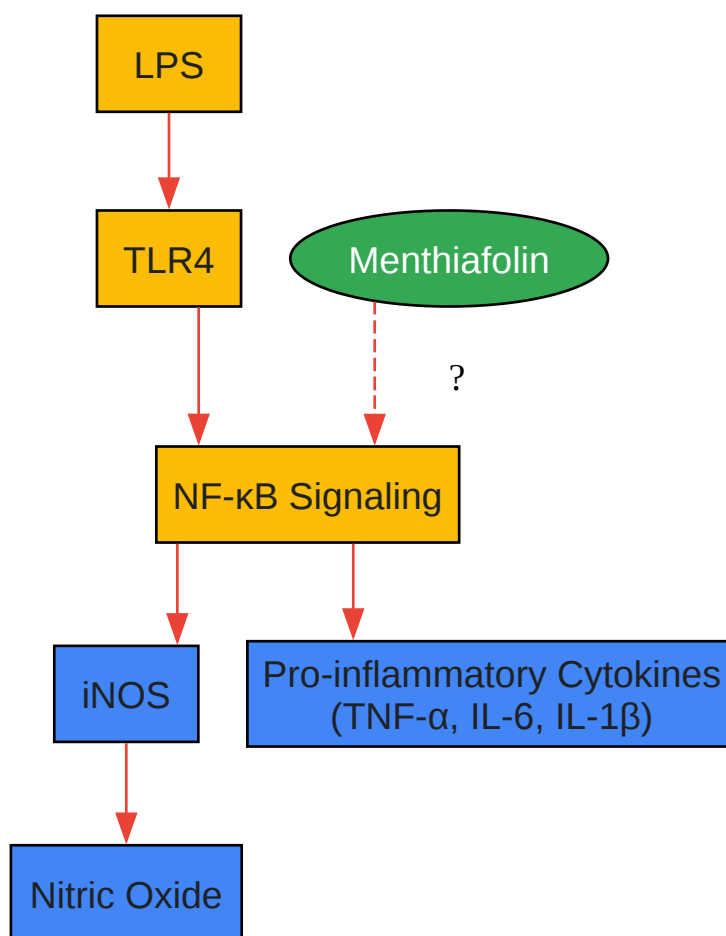 LPS
TLR4
Menthiafolin
?
NF-κB Signaling
iNOS
Pro-inflammatory Cytokines
(TNF-α, IL-6, IL-1β)
Nitric Oxide